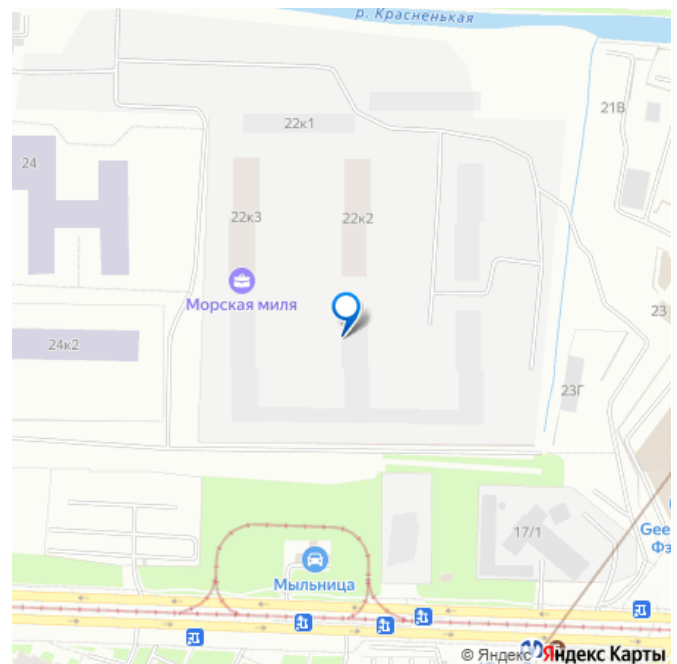 р. Красненькая
21В
22к1
24
22к3
22к2
Морская миля
23
24к2
23Г
17/1
Gee
Фэ
Мыльница
© Яндекс Яндекс Карты